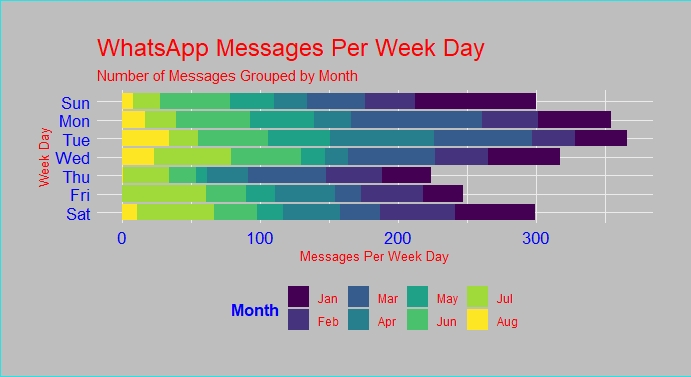 WhatsApp Messages Per Week Day
Number of Messages Grouped by Month
Week Day
Sun
Mon
Tue
Wed
Thu
Fri
Sat
0 100 200 300
Messages Per Week Day
Month
Jan Mar May Jul
Feb Apr Jun Aug